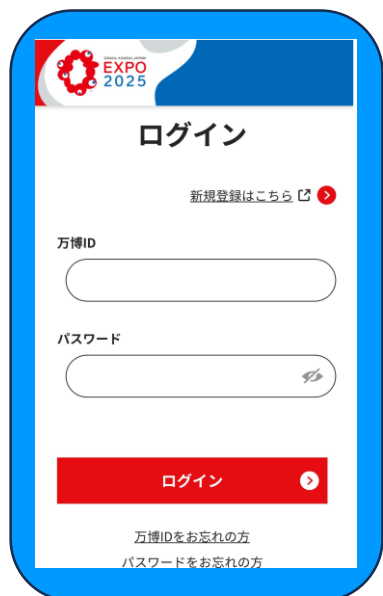 OSAKA, KANSAI, JAPAN
EXPO
2025
ログイン
新規登録はこちら
万博ID
パスワード
ログイン
万博IDをお忘れの方
パスワードをお忘れの方